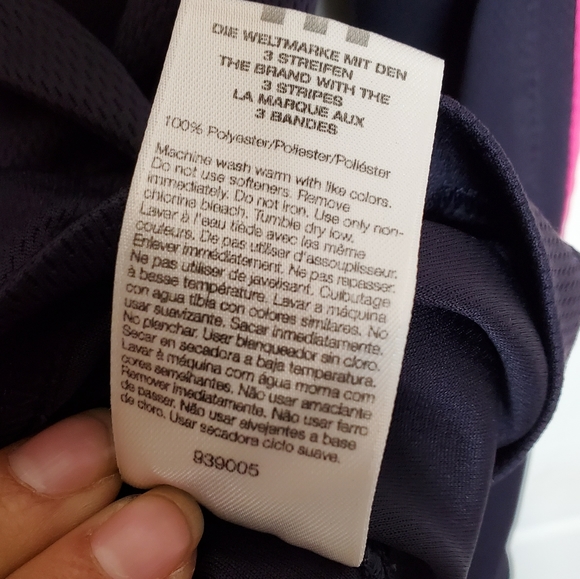 DIE WELTMARKE MIT DEN
3 STREIFEN
THE BRAND WITH THE
3 STRIPES
LA MARQUE AUX
3 BANDES
100% Polyester/Poliester/Poliéster
Machine wash warm with like colors.
Do not use softeners. Remove
immediately. Do not iron. Use only non-
chlorine bleach. Tumble dry low.
Lavar à l'eau tiède avec les même
couleurs. De pas utiliser d'assouplisseur.
Enlever immédiatement. Ne pas repasser.
Ne pas utiliser de javelisant. Culbutage
à basse température. Lavar a máquina
con agua tibia con colores similares. No
usar suavizante. Sacar inmediatamente.
No planchar. Usar blanqueador sin cloro.
Secar en secadora a baja temperatura.
Lavar à máquina com água morna com
cores semelhantes. Não usar amaciante
Remover imediatamente. Não usar ferro
de passar. Não usar alvejantes a base
de cloro. Usar secadora ciclo suave.
939005